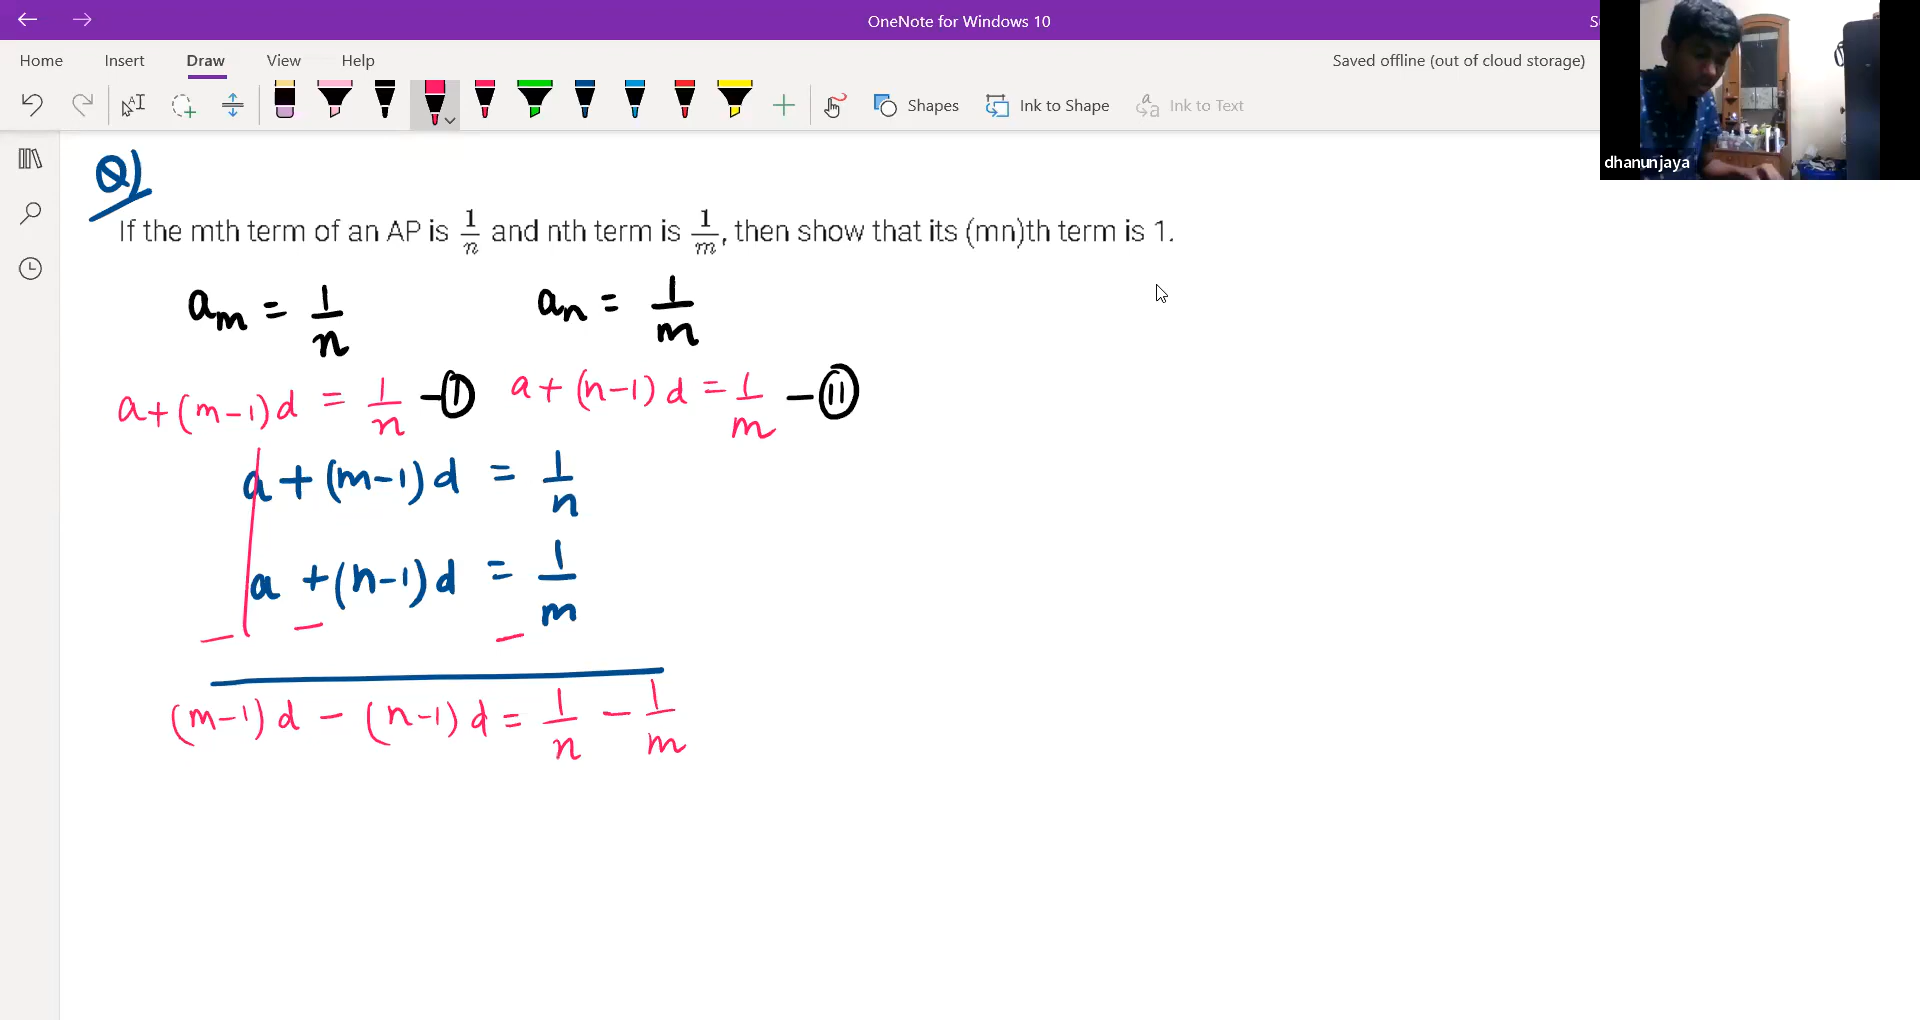 OneNote for Windows 10
Home Insert Draw View Help Saved offline (out of cloud storage)
Shapes Ink to Shape Ink to Text
dhanunjaya
Q)
If the mth term of an AP is 1/n and nth term is 1/m, then show that its (mn)th term is 1.
aₘ = 1/n aₙ = 1/m
a+(m-1)d = 1/n -Ⓘ a+(n-1)d = 1/m -(II)
a+(m-1)d = 1/n
a+(n-1)d = 1/m
- - -
(m-1)d - (n-1)d = 1/n - 1/m